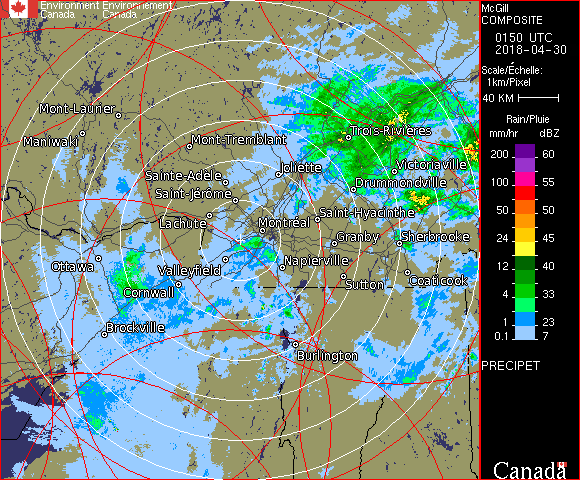 Environment Environnement
Canada Canada
McGill
COMPOSITE
0150 UTC
2018-04-30
Scale/Échelle:
1km/Pixel
40 KM
Rain/Pluie
mm/hr dBZ
200 60
100 55
50 50
24 45
12 40
4 33
1 23
0.1 7
PRECIPET
Canada
Mont-Laurier
Maniwaki
Mont-Tremblant
Trois-Rivières
Sainte-Adèle
Joliette
Victoriaville
Saint-Jérôme
Drummondville
Lachute
Montréal
Saint-Hyacinthe
Granby
Sherbrooke
Ottawa
Valleyfield
Napierville
Cornwall
Sutton
Coaticook
Brockville
Burlington